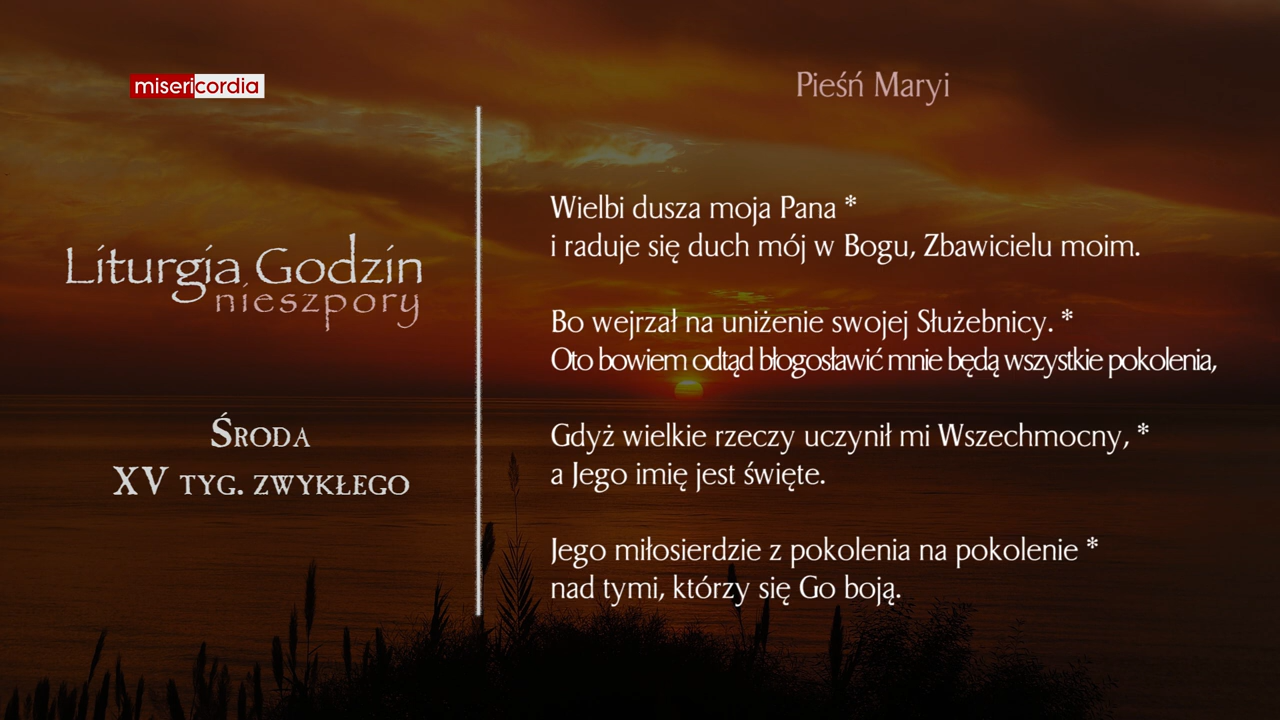 misericordia
Liturgia Godzin
nieszpory
Środa
XV tyg. zwykłego
Pieśń Maryi
Wielbi dusza moja Pana *
i raduje się duch mój w Bogu, Zbawicielu moim.
Bo wejrzał na uniżenie swojej Służebnicy. *
Oto bowiem odtąd błogosławić mnie będą wszystkie pokolenia,
Gdyż wielkie rzeczy uczynił mi Wszechmocny, *
a Jego imię jest święte.
Jego miłosierdzie z pokolenia na pokolenie *
nad tymi, którzy się Go boją.